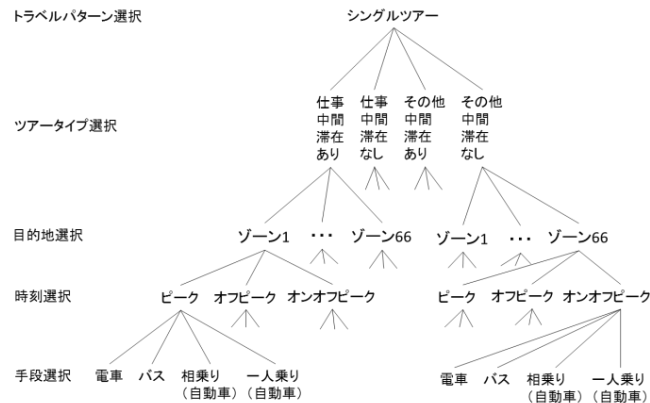 トラベルパターン選択 シングルツアー
仕事 仕事 その他 その他
中間 中間 中間 中間
ツアータイプ選択 滞在 滞在 滞在 滞在
あり なし あり なし
目的地選択 ゾーン1 ・・・ ゾーン66 ゾーン1 ・・・ ゾーン66
時刻選択 ピーク オフピーク オンオフピーク ピーク オフピーク オンオフピーク
手段選択 電車 バス 相乗り 一人乗り 電車 バス 相乗り 一人乗り
（自動車） （自動車） （自動車） （自動車）